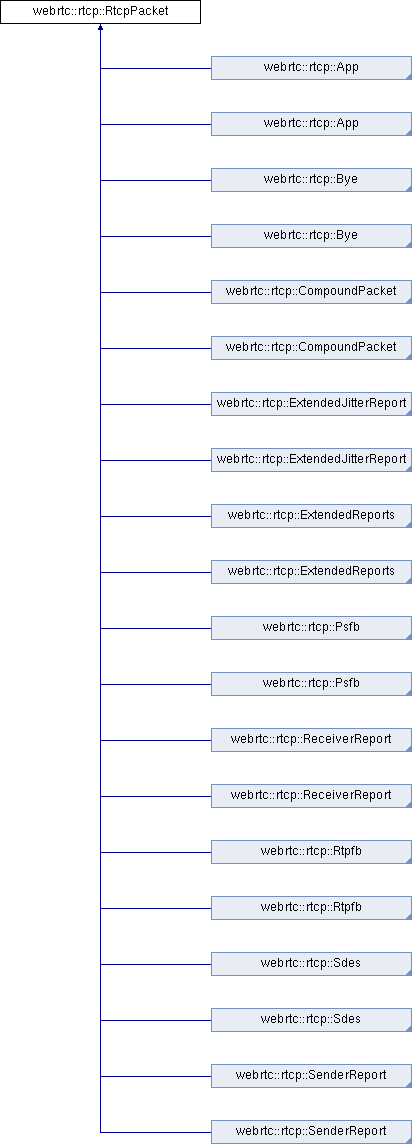 webrtc::rtcp::RtcpPacket
webrtc::rtcp::App
webrtc::rtcp::App
webrtc::rtcp::Bye
webrtc::rtcp::Bye
webrtc::rtcp::CompoundPacket
webrtc::rtcp::CompoundPacket
webrtc::rtcp::ExtendedJitterReport
webrtc::rtcp::ExtendedJitterReport
webrtc::rtcp::ExtendedReports
webrtc::rtcp::ExtendedReports
webrtc::rtcp::Psfb
webrtc::rtcp::Psfb
webrtc::rtcp::ReceiverReport
webrtc::rtcp::ReceiverReport
webrtc::rtcp::Rtpfb
webrtc::rtcp::Rtpfb
webrtc::rtcp::Sdes
webrtc::rtcp::Sdes
webrtc::rtcp::SenderReport
webrtc::rtcp::SenderReport